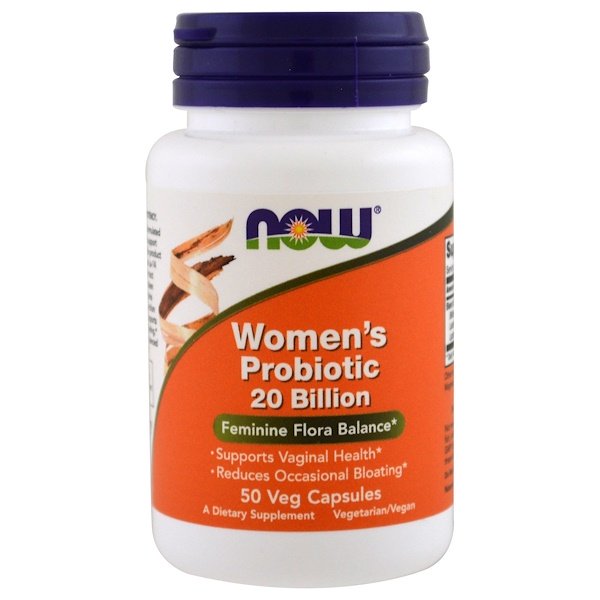 NOW®
Women's
Probiotic
20 Billion
Feminine Flora Balance*
• Supports Vaginal Health*
• Reduces Occasional Bloating*
50 Veg Capsules
A Dietary Supplement Vegetarian/Vegan